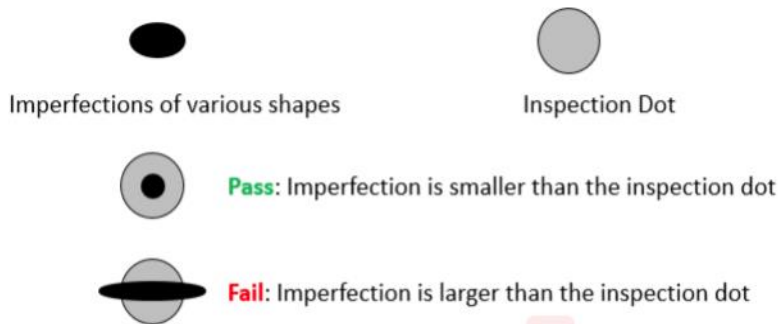 Imperfections of various shapes
Inspection Dot
Pass: Imperfection is smaller than the inspection dot
Fail: Imperfection is larger than the inspection dot